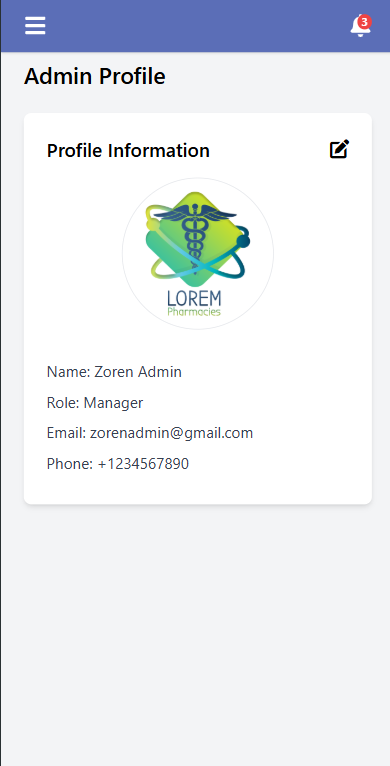 3
Admin Profile
Profile Information
LOREM
Pharmacies
Name: Zoren Admin
Role: Manager
Email: zorenadmin@gmail.com
Phone: +1234567890